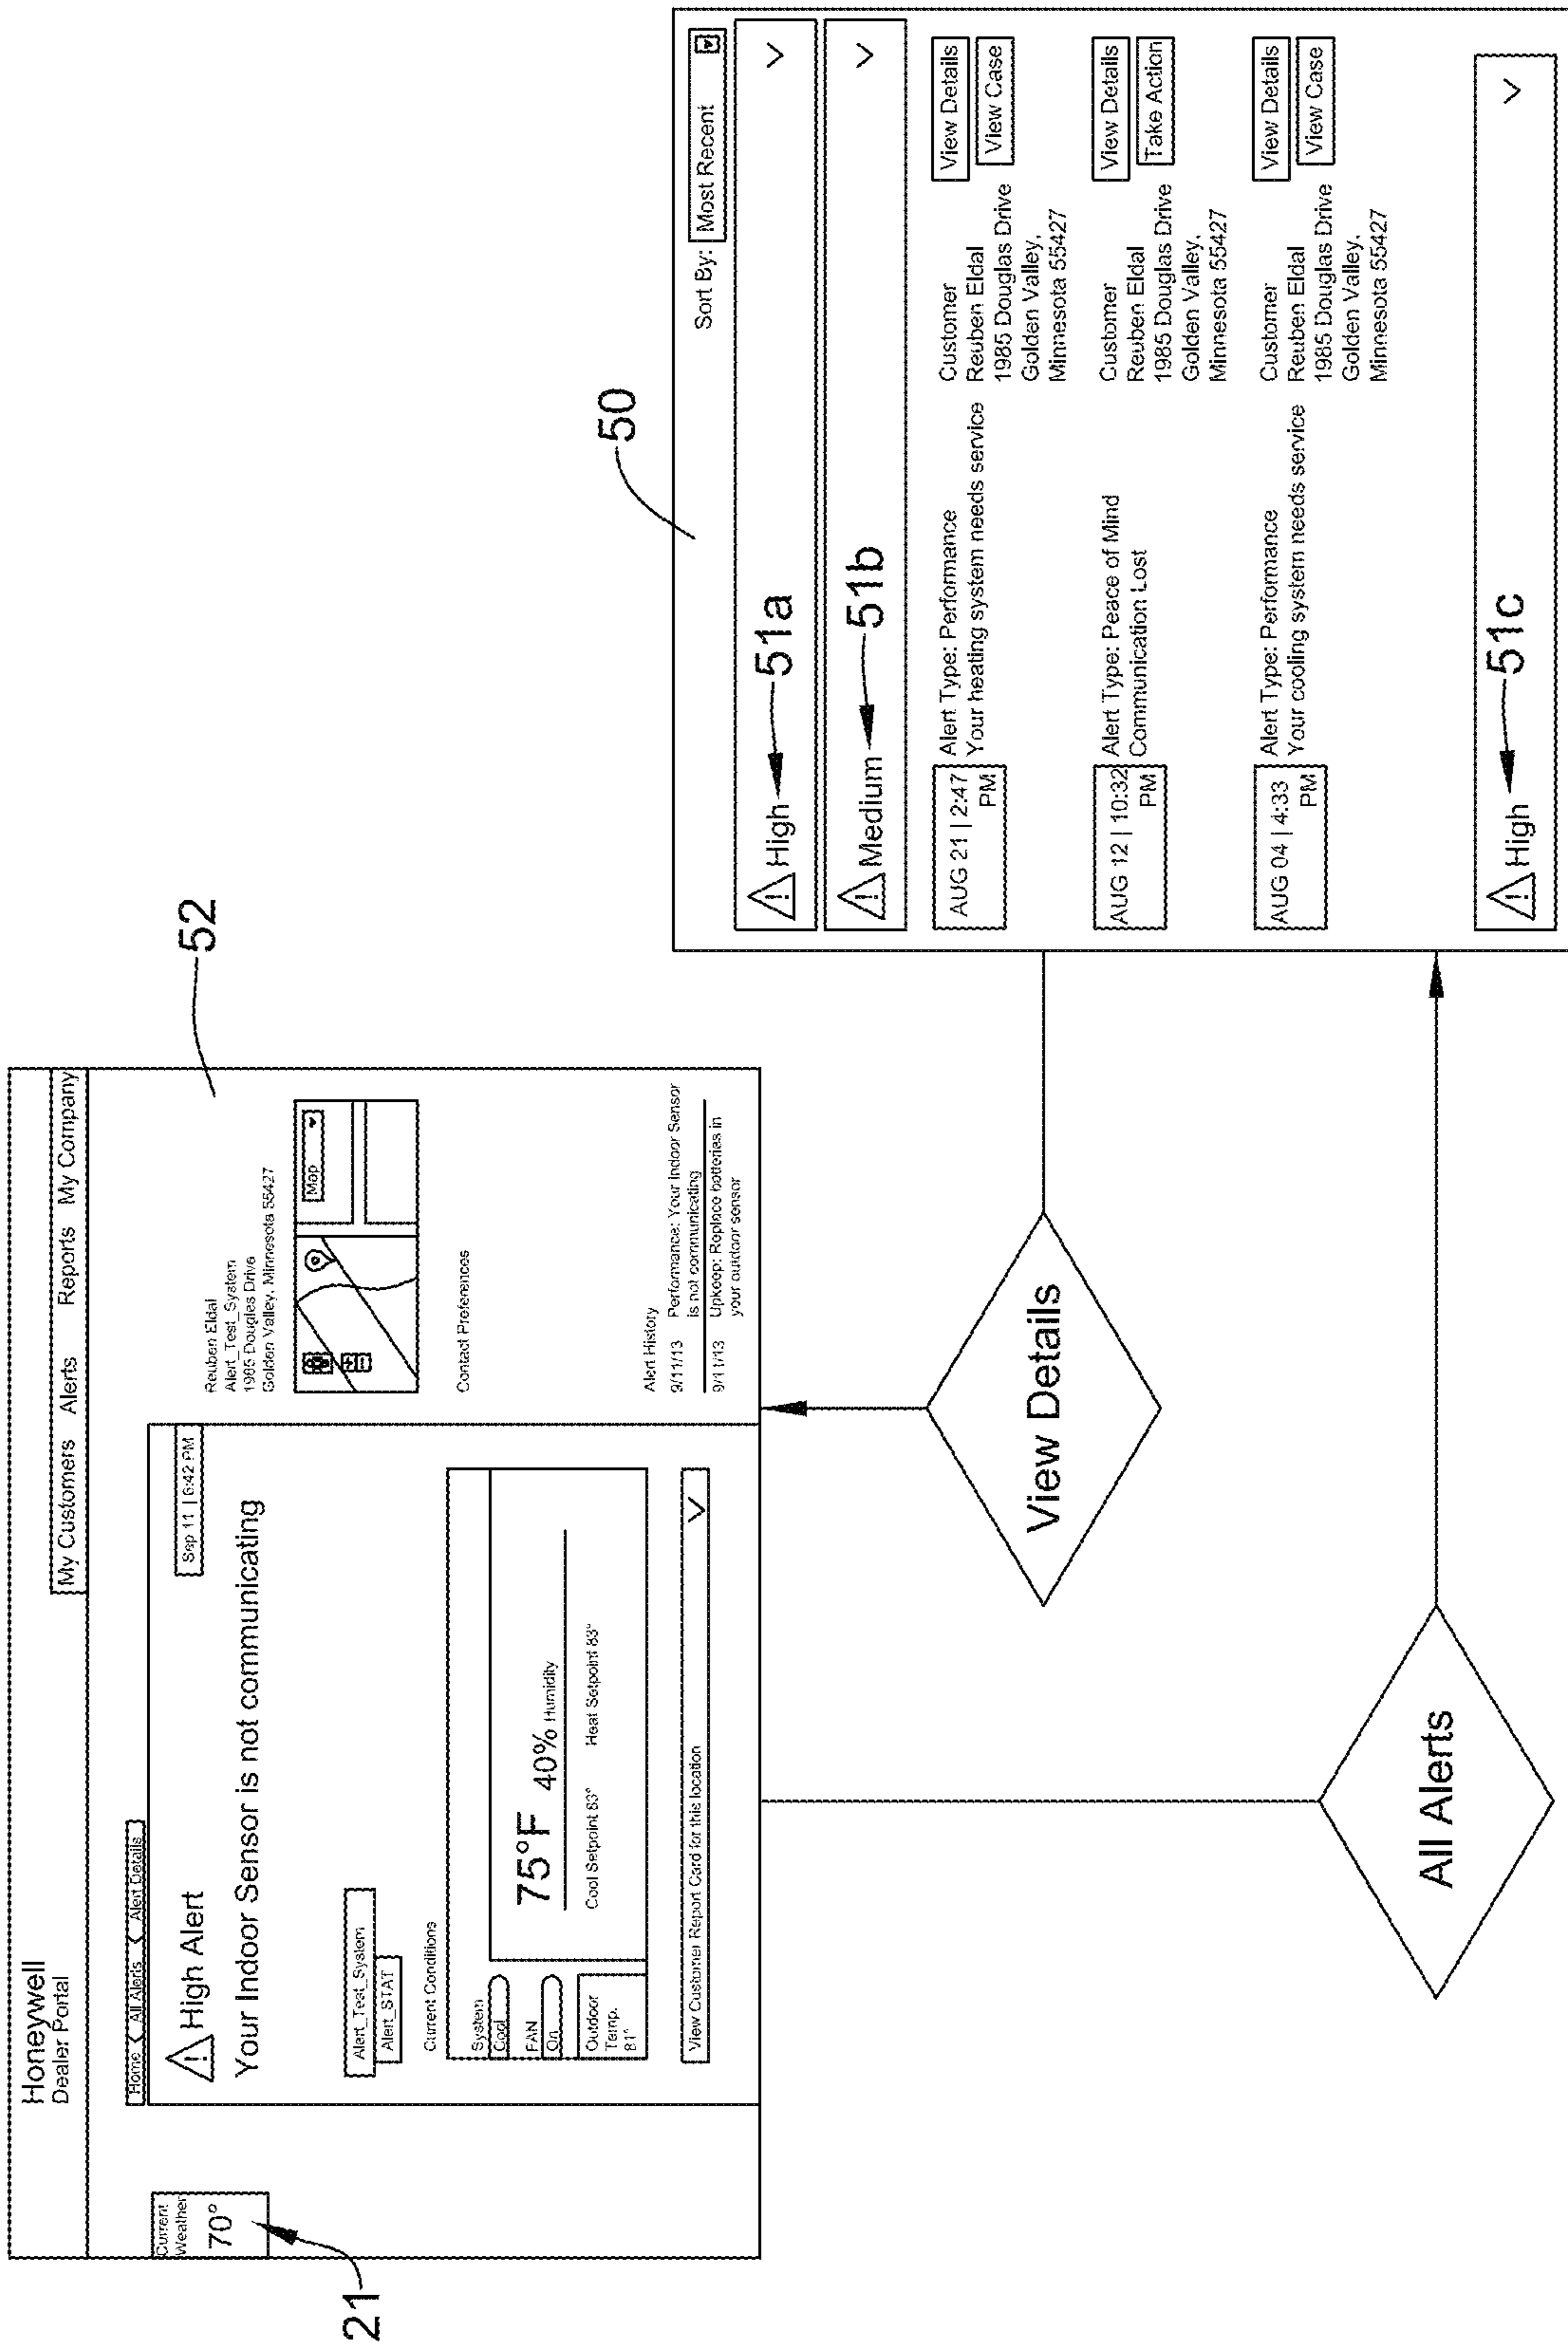 Honeywell
Dealer Portal
My Customers Alerts Reports My Company
Current
Weather
70°
21
Home All Alerts Alert Details
High Alert
Sep 11 | 6:42 PM
Your Indoor Sensor is not communicating
Alert_Test_System
Alert_STAT
Current Conditions
System
Cool
FAN
On
Outdoor
Temp.
81°
75°F 40% Humidity
Cool Setpoint 83° Heat Setpoint 83°
View Customer Report Card for this location
52
Reuben Eldal
Alert_Test_System
1985 Douglas Drive
Golden Valley, Minnesota 55427
Map
Contact Preferences
Alert History
9/11/13 Performance: Your Indoor Sensor
is not communicating
9/11/13 Upkeep: Replace batteries in
your outdoor sensor
View Details
All Alerts
50
Sort By: Most Recent
High 51a
Medium 51b
AUG 21 | 2:47
PM
Alert Type: Performance
Your heating system needs service
Customer
Reuben Eldal
1985 Douglas Drive
Golden Valley,
Minnesota 55427
View Details
View Case
AUG 12 | 10:32
PM
Alert Type: Peace of Mind
Communication Lost
Customer
Reuben Eldal
1985 Douglas Drive
Golden Valley,
Minnesota 55427
View Details
Take Action
AUG 04 | 4:33
PM
Alert Type: Performance
Your cooling system needs service
Customer
Reuben Eldal
1985 Douglas Drive
Golden Valley,
Minnesota 55427
View Details
View Case
High 51c